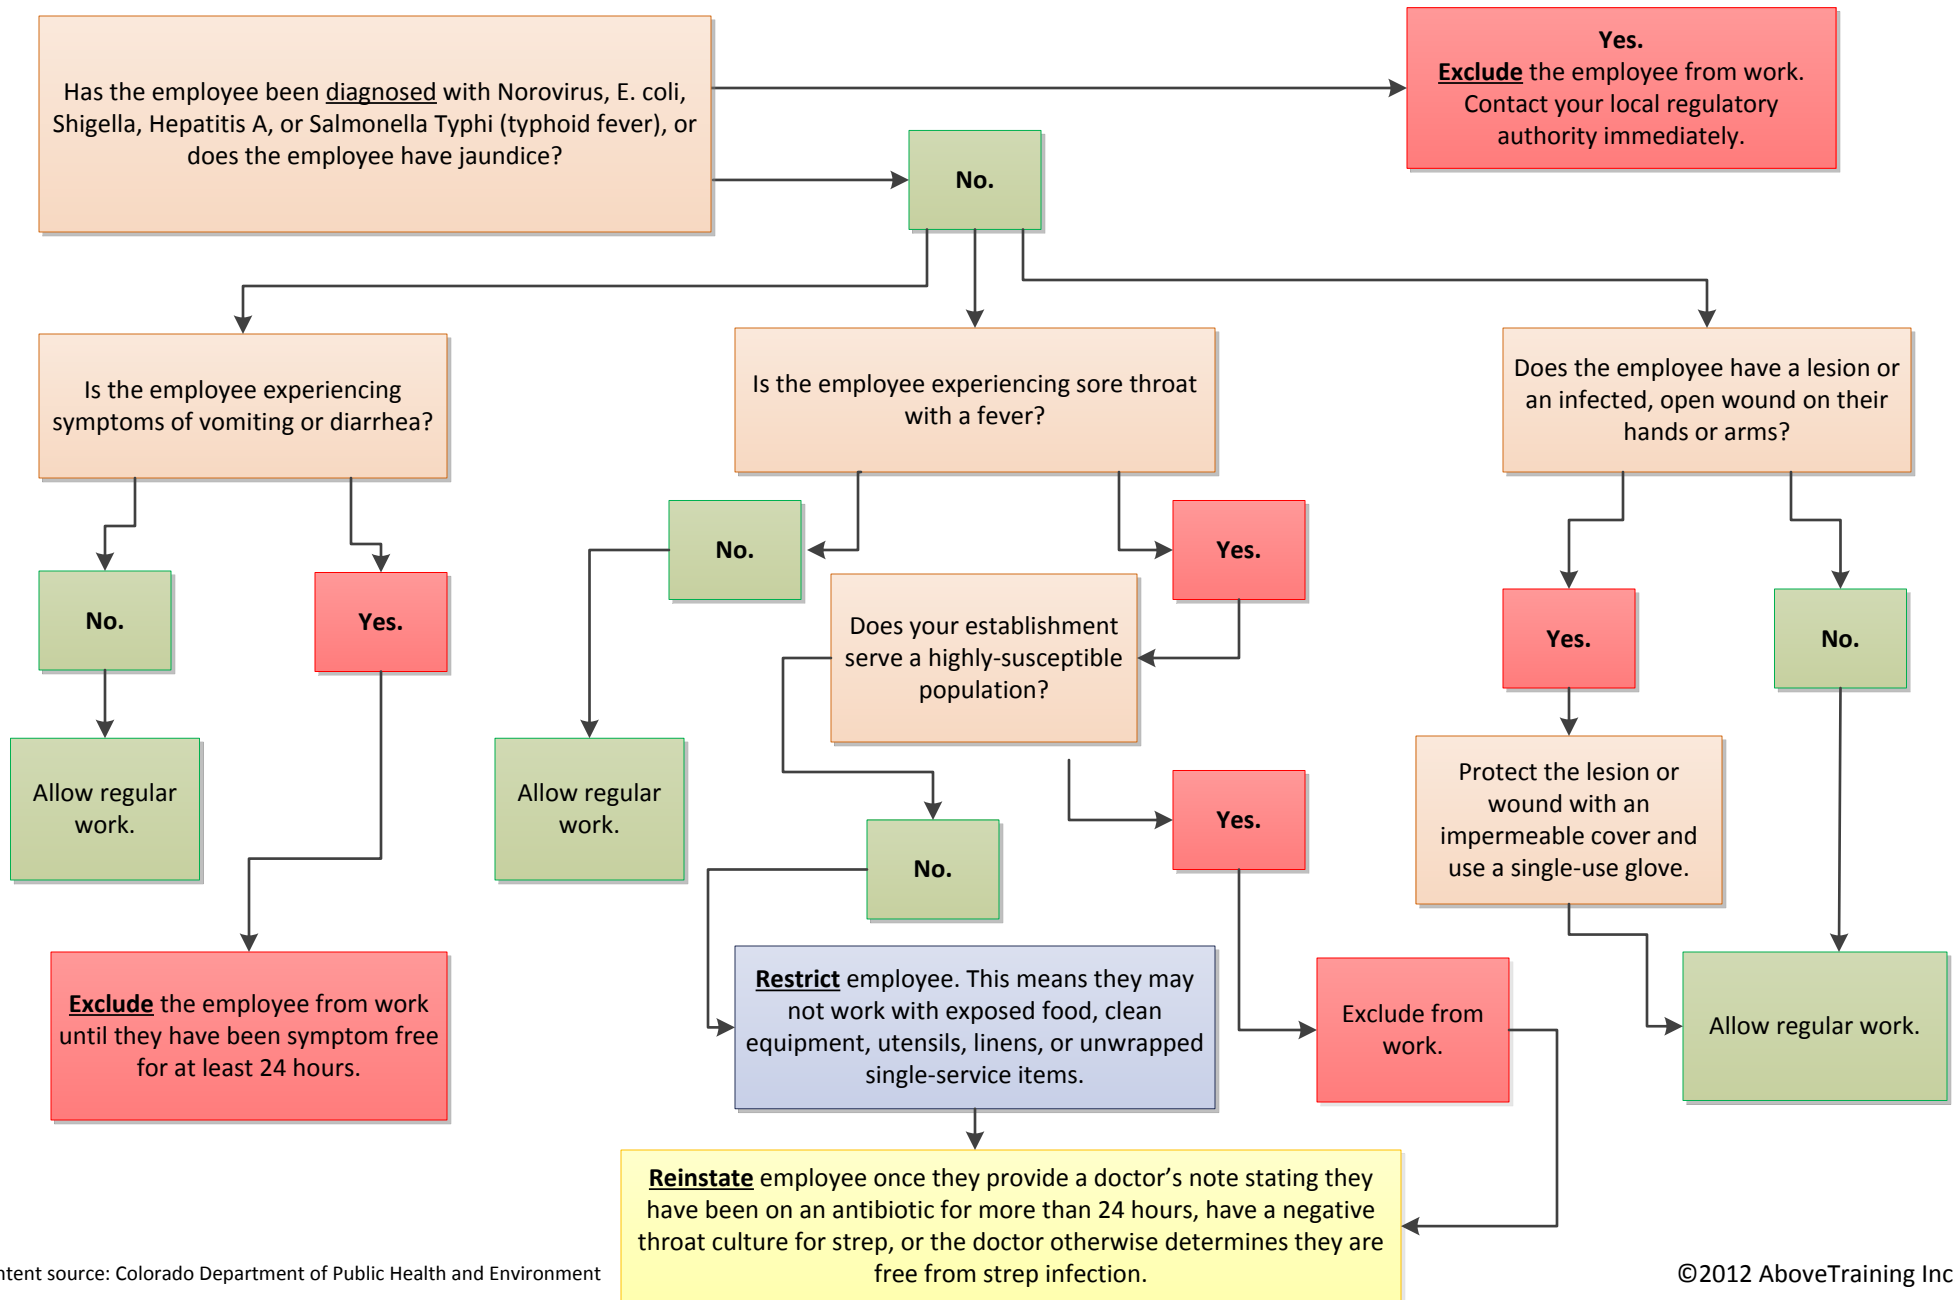 Has the employee been diagnosed with Norovirus, E. coli,
Shigella, Hepatitis A, or Salmonella Typhi (typhoid fever), or
does the employee have jaundice?
Yes.
Exclude the employee from work.
Contact your local regulatory
authority immediately.
No.
Is the employee experiencing
symptoms of vomiting or diarrhea?
Is the employee experiencing sore throat
with a fever?
Does the employee have a lesion or
an infected, open wound on their
hands or arms?
No.
Yes.
No.
Yes.
Yes.
No.
Does your establishment
serve a highly-susceptible
population?
Allow regular
work.
Allow regular
work.
No.
Yes.
Protect the lesion or
wound with an
impermeable cover and
use a single-use glove.
Exclude the employee from work
until they have been symptom free
for at least 24 hours.
Restrict employee. This means they may
not work with exposed food, clean
equipment, utensils, linens, or unwrapped
single-service items.
Exclude from
work.
Allow regular work.
Reinstate employee once they provide a doctor’s note stating they
have been on an antibiotic for more than 24 hours, have a negative
throat culture for strep, or the doctor otherwise determines they are
free from strep infection.
ntent source: Colorado Department of Public Health and Environment
©2012 AboveTraining Inc